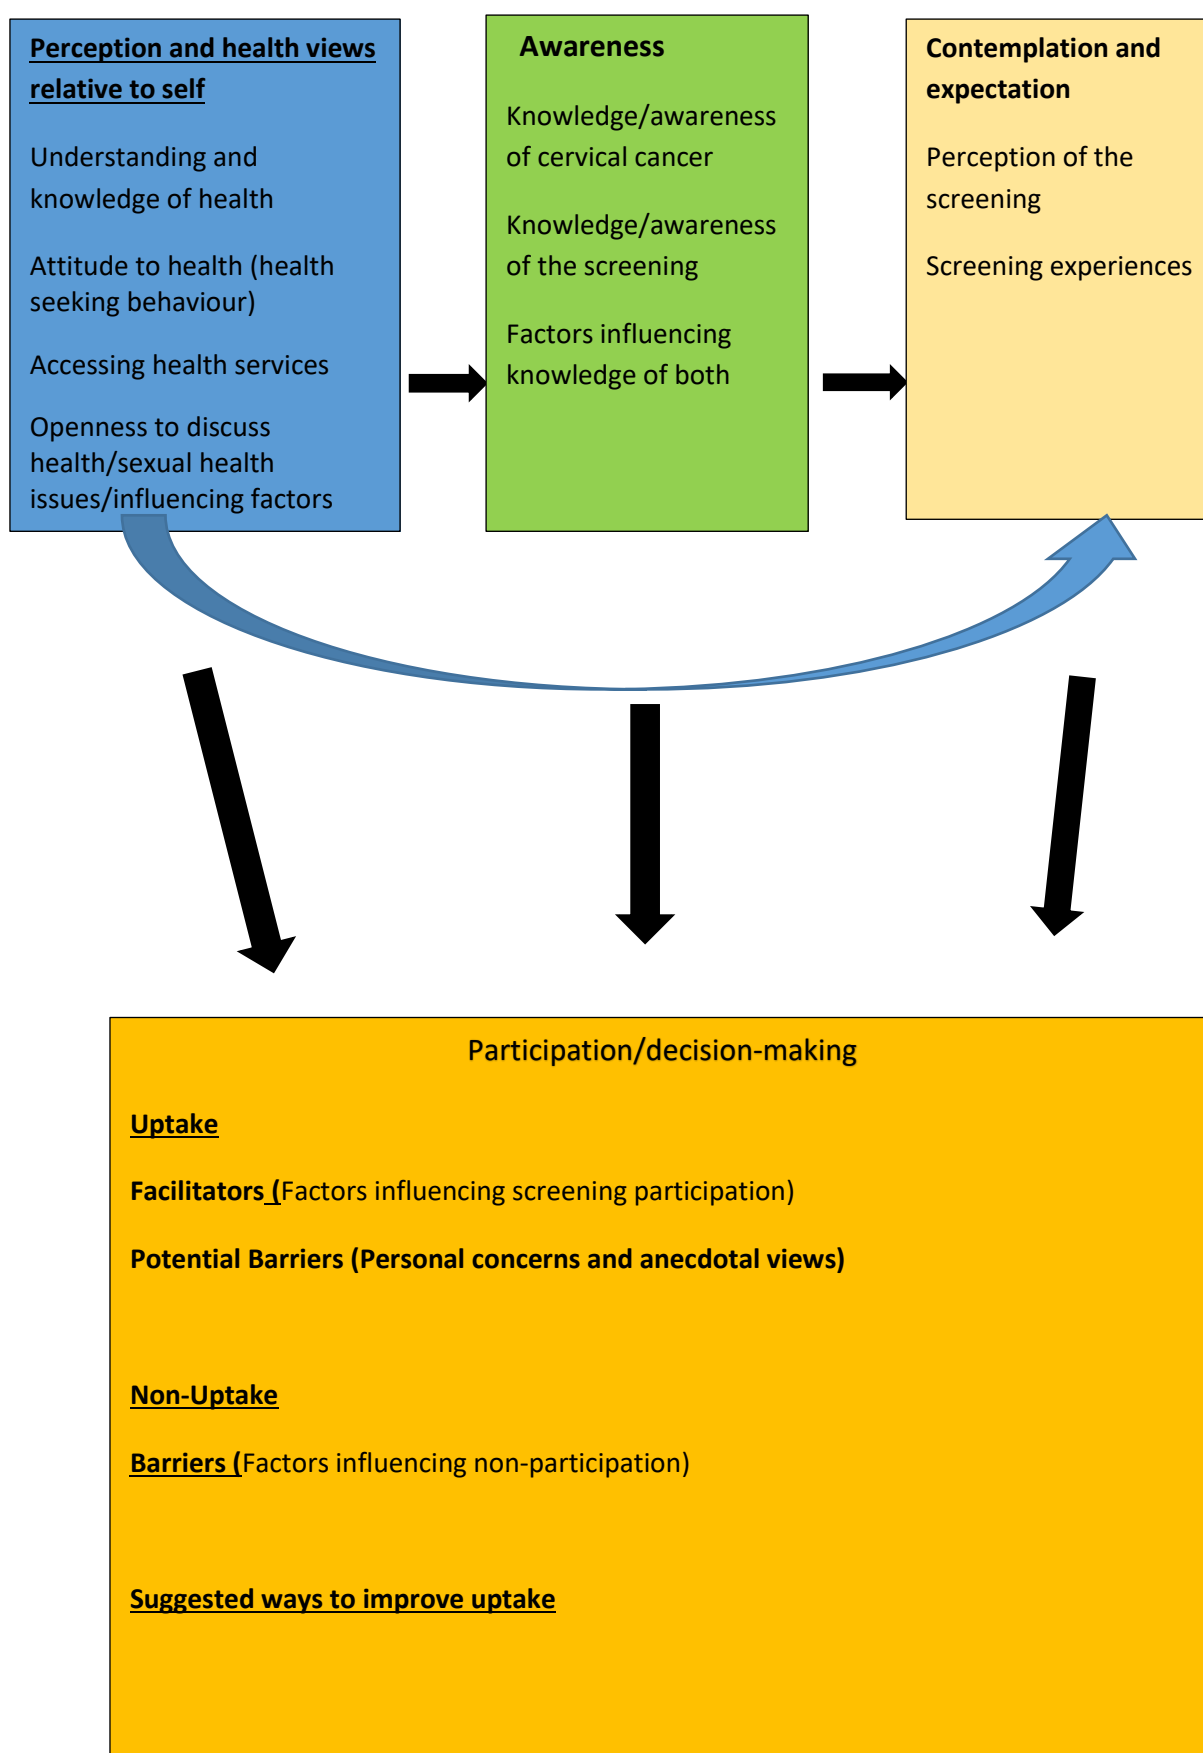 Perception and health views
relative to self
Understanding and
knowledge of health
Attitude to health (health
seeking behaviour)
Accessing health services
Openness to discuss
health/sexual health
issues/influencing factors
Awareness
Knowledge/awareness
of cervical cancer
Knowledge/awareness
of the screening
Factors influencing
knowledge of both
Contemplation and
expectation
Perception of the
screening
Screening experiences
Participation/decision-making
Uptake
Facilitators (Factors influencing screening participation)
Potential Barriers (Personal concerns and anecdotal views)
Non-Uptake
Barriers (Factors influencing non-participation)
Suggested ways to improve uptake